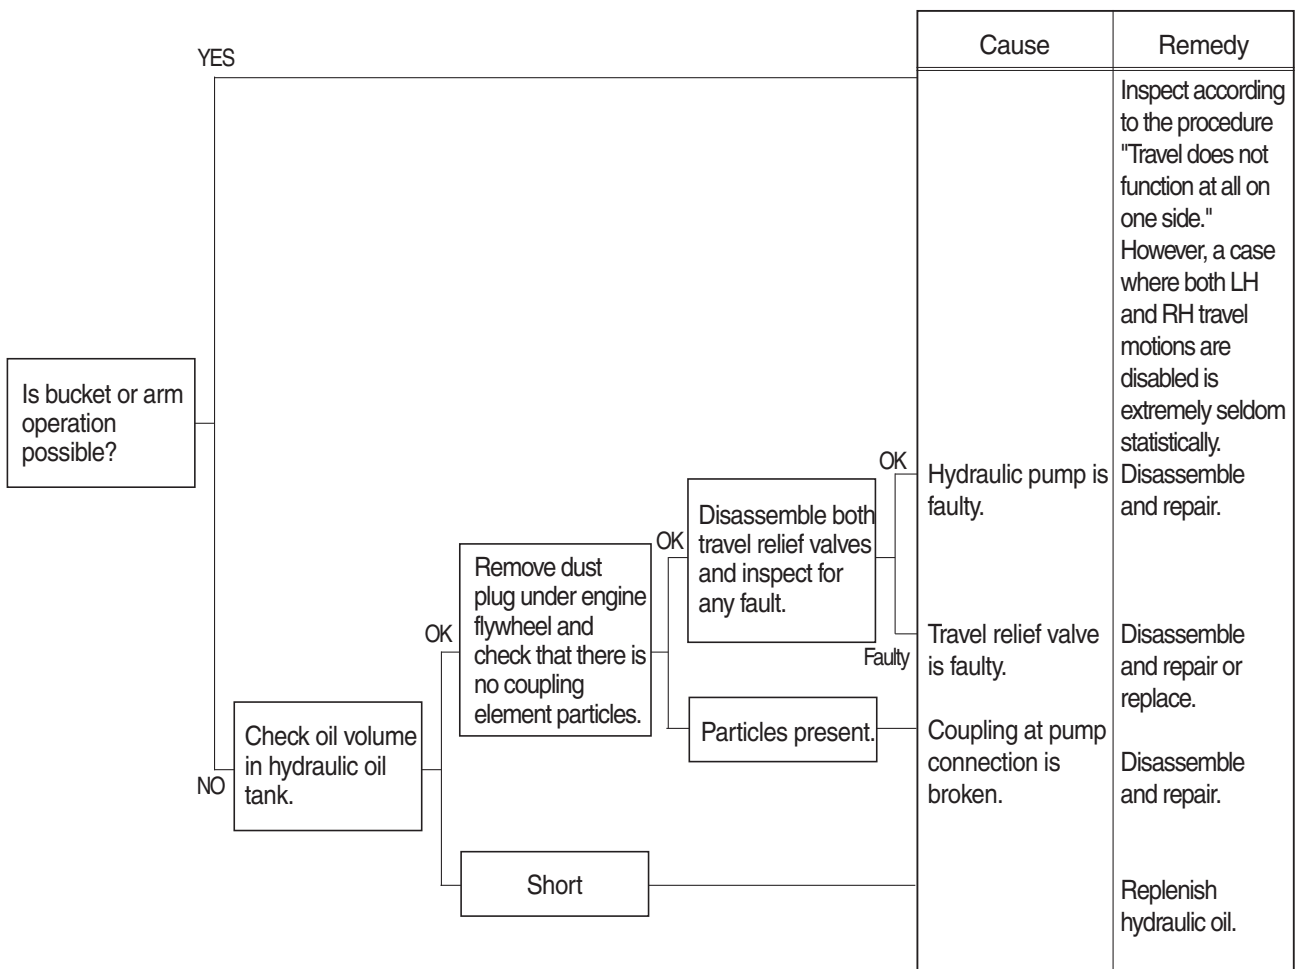 Cause
Remedy
YES
Inspect according
to the procedure
"Travel does not
function at all on
one side."
However, a case
where both LH
and RH travel
motions are
disabled is
extremely seldom
statistically.
Is bucket or arm
operation
possible?
NO
Check oil volume
in hydraulic oil
tank.
OK
Remove dust
plug under engine
flywheel and
check that there is
no coupling
element particles.
OK
Disassemble both
travel relief valves
and inspect for
any fault.
OK
Hydraulic pump is
faulty.
Disassemble
and repair.
Faulty
Travel relief valve
is faulty.
Disassemble
and repair or
replace.
Particles present.
Coupling at pump
connection is
broken.
Disassemble
and repair.
Short
Replenish
hydraulic oil.